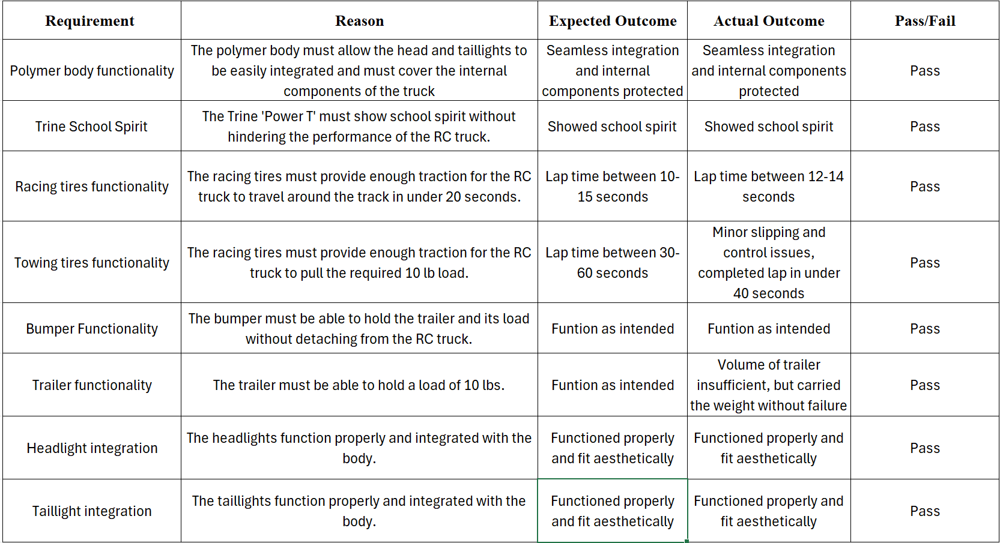 Requirement
Reason
Expected Outcome
Actual Outcome
Pass/Fail
Polymer body functionality
The polymer body must allow the head and taillights to
be easily integrated and must cover the internal
components of the truck
Seamless integration
and internal
components protected
Seamless integration
and internal components
protected
Pass
Trine School Spirit
The Trine 'Power T' must show school spirit without
hindering the performance of the RC truck.
Showed school spirit
Showed school spirit
Pass
Racing tires functionality
The racing tires must provide enough traction for the RC
truck to travel around the track in under 20 seconds.
Lap time between 10-
15 seconds
Lap time between 12-14
seconds
Pass
Towing tires functionality
The racing tires must provide enough traction for the RC
truck to pull the required 10 lb load.
Lap time between 30-
60 seconds
Minor slipping and
control issues,
completed lap in under
40 seconds
Pass
Bumper Functionality
The bumper must be able to hold the trailer and its load
without detaching from the RC truck.
Funtion as intended
Funtion as intended
Pass
Trailer functionality
The trailer must be able to hold a load of 10 lbs.
Funtion as intended
Volume of trailer
insufficient, but carried
the weight without failure
Pass
Headlight integration
The headlights function properly and integrated with the
body.
Functioned properly
and fit aesthetically
Functioned properly and
fit aesthetically
Pass
Taillight integration
The taillights function properly and integrated with the
body.
Functioned properly
and fit aesthetically
Functioned properly and
fit aesthetically
Pass